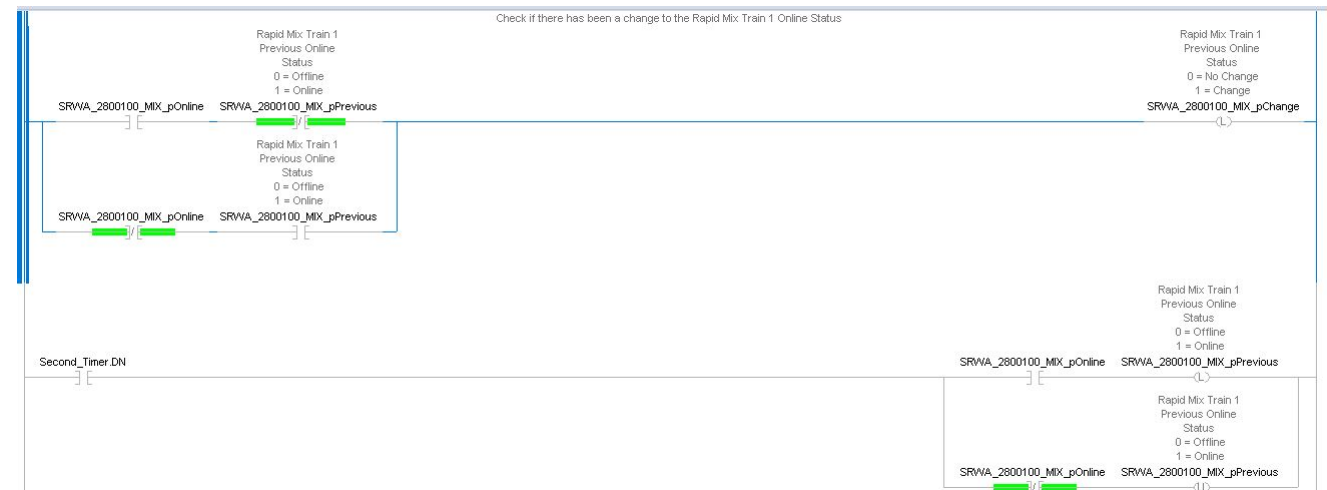 Check if there has been a change to the Rapid Mix Train 1 Online Status
Rapid Mix Train 1
Previous Online
Status
0 = Offline
1 = Online
SRWA_2800100_MIX_pOnline SRWA_2800100_MIX_pPrevious
Rapid Mix Train 1
Previous Online
Status
0 = No Change
1 = Change
SRWA_2800100_MIX_pChange
(L)
Rapid Mix Train 1
Previous Online
Status
0 = Offline
1 = Online
SRWA_2800100_MIX_pOnline SRWA_2800100_MIX_pPrevious
Rapid Mix Train 1
Previous Online
Status
0 = Offline
1 = Online
Second_Timer.DN SRWA_2800100_MIX_pOnline SRWA_2800100_MIX_pPrevious
(L)
Rapid Mix Train 1
Previous Online
Status
0 = Offline
1 = Online
SRWA_2800100_MIX_pOnline SRWA_2800100_MIX_pPrevious
(U)